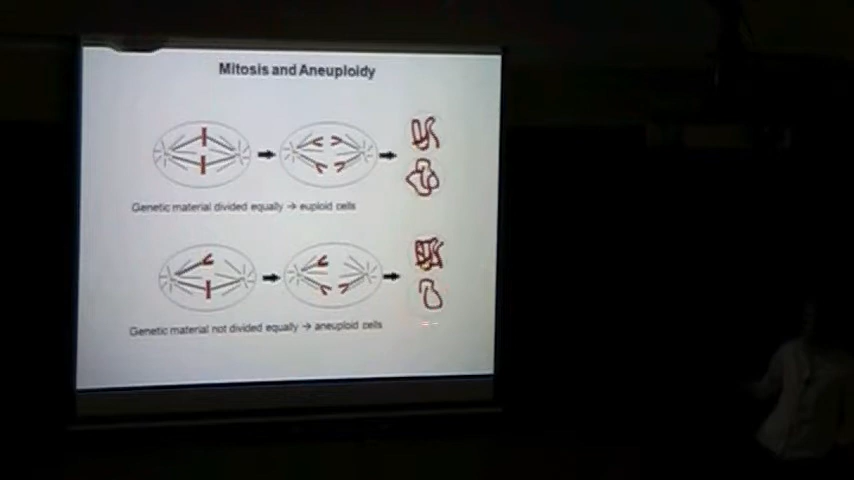 Mitosis and Aneuploidy
Genetic material divided equally → euploid cells
Genetic material not divided equally → aneuploid cells